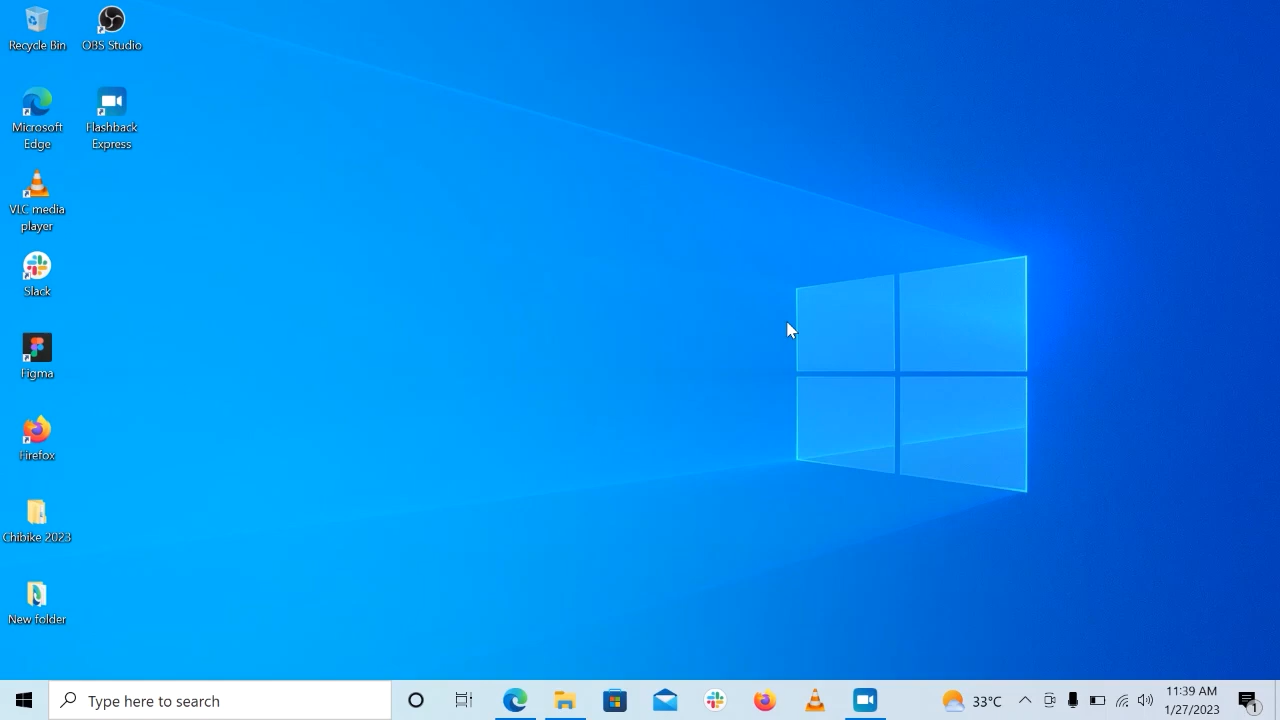 Recycle Bin
OBS Studio
Microsoft
Edge
Flashback
Express
VLC media
player
Slack
Figma
Firefox
Chibike 2023
New folder
Type here to search
33°C
11:39 AM
1/27/2023
1